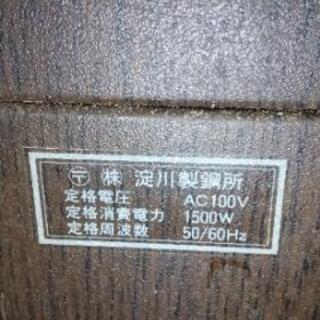 〶 ㈱ 淀川製鋼所
定格電圧 AC100V
定格消費電力 1500W
定格周波数 50/60Hz